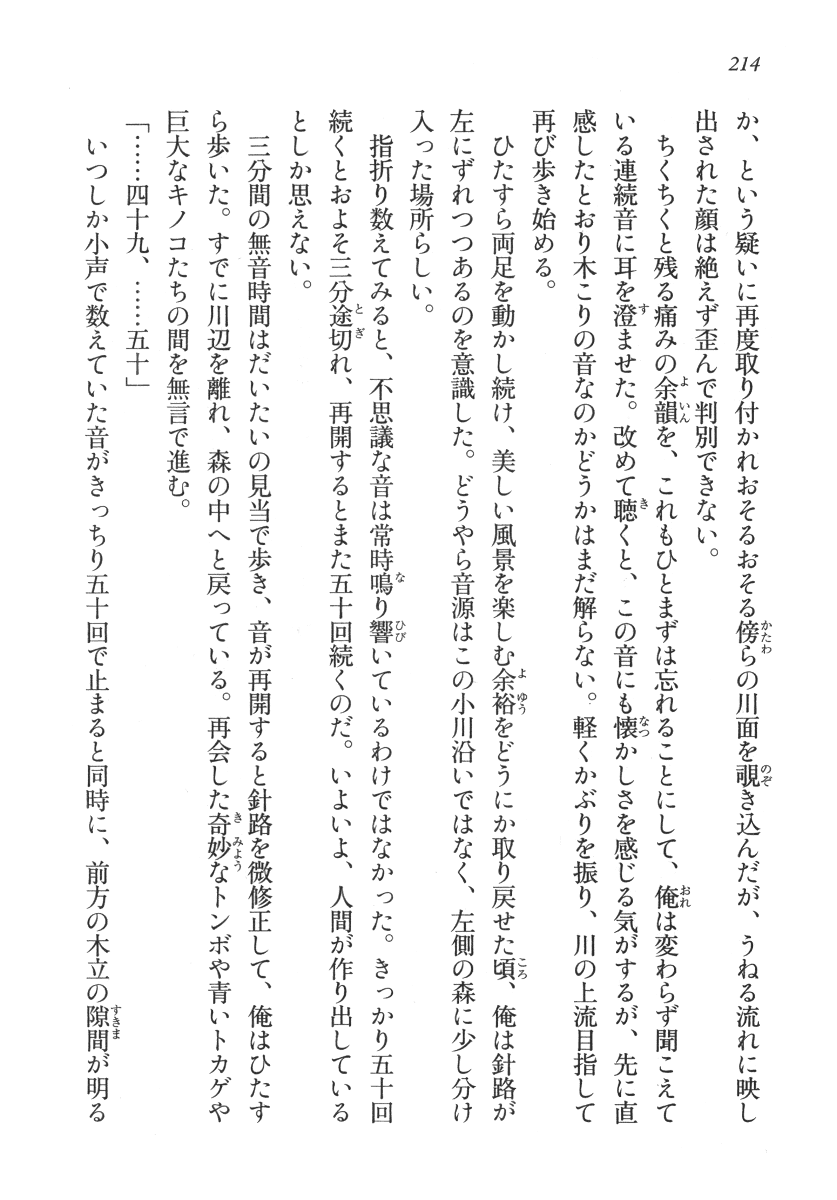 214
か、という疑いに再度取り付かれおそるおそる傍らの川面を覗き込んだが、うねる流れに映し
出された顔は絶えず歪んで判別できない。
ちくちくと残る痛みの余韻を、これもひとまずは忘れることにして、俺は変わらず聞こえて
いる連続音に耳を澄ませた。改めて聴くと、この音にも懐かしさを感じる気がするが、先に直
感したとおり木こりの音なのかどうかはまだ解らない。軽くかぶりを振り、川の上流目指して
再び歩き始める。
ひたすら両足を動かし続け、美しい風景を楽しむ余裕をどうにか取り戻せた頃、俺は針路が
左にずれつつあるのを意識した。どうやら音源はこの小川沿いではなく、左側の森に少し分け
入った場所らしい。
指折り数えてみると、不思議な音は常時鳴り響いているわけではなかった。きっかり五十回
続くとおよそ三分途切れ、再開するとまた五十回続くのだ。いよいよ、人間が作り出している
としか思えない。
三分間の無音時間はだいたいの見当で歩き、音が再開すると針路を微修正して、俺はひたす
ら歩いた。すでに川辺を離れ、森の中へと戻っている。再会した奇妙なトンボや青いトカゲや
巨大なキノコたちの間を無言で進む。
「……四十九、……五十」
いつしか小声で数えていた音がきっちり五十回で止まると同時に、前方の木立の隙間が明る